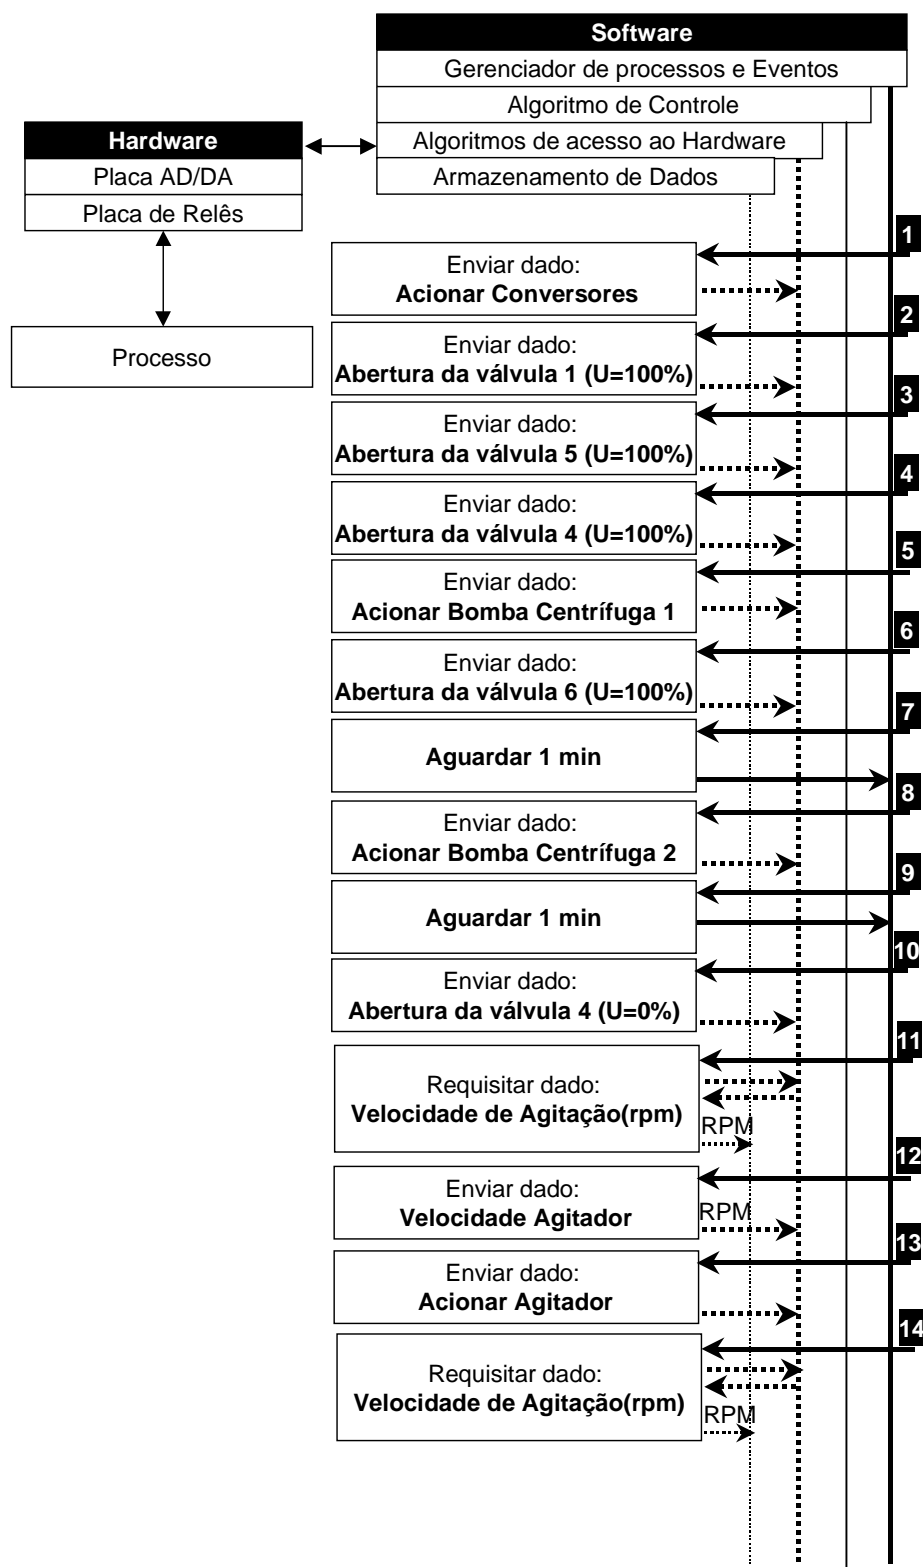 Software
Gerenciador de processos e Eventos
Algoritmo de Controle
Algoritmos de acesso ao Hardware
Armazenamento de Dados
Hardware
Placa AD/DA
Placa de Relês
Processo
1
Enviar dado:
Acionar Conversores
2
Enviar dado:
Abertura da válvula 1 (U=100%)
3
Enviar dado:
Abertura da válvula 5 (U=100%)
4
Enviar dado:
Abertura da válvula 4 (U=100%)
5
Enviar dado:
Acionar Bomba Centrífuga 1
6
Enviar dado:
Abertura da válvula 6 (U=100%)
7
Aguardar 1 min
8
Enviar dado:
Acionar Bomba Centrífuga 2
9
Aguardar 1 min
10
Enviar dado:
Abertura da válvula 4 (U=0%)
11
Requisitar dado:
Velocidade de Agitação(rpm)
RPM
12
Enviar dado:
Velocidade Agitador
RPM
13
Enviar dado:
Acionar Agitador
14
Requisitar dado:
Velocidade de Agitação(rpm)
RPM